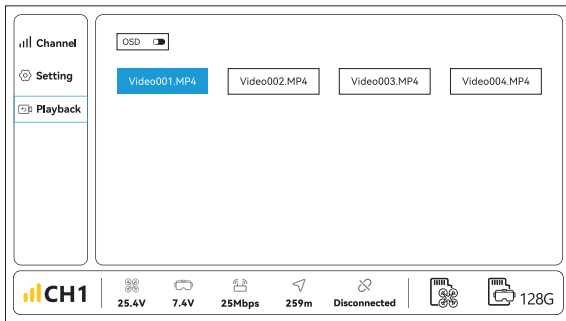 Channel
Setting
Playback
OSD
Video001.MP4
Video002.MP4
Video003.MP4
Video004.MP4
CH1
25.4V
7.4V
25Mbps
259m
Disconnected
128G